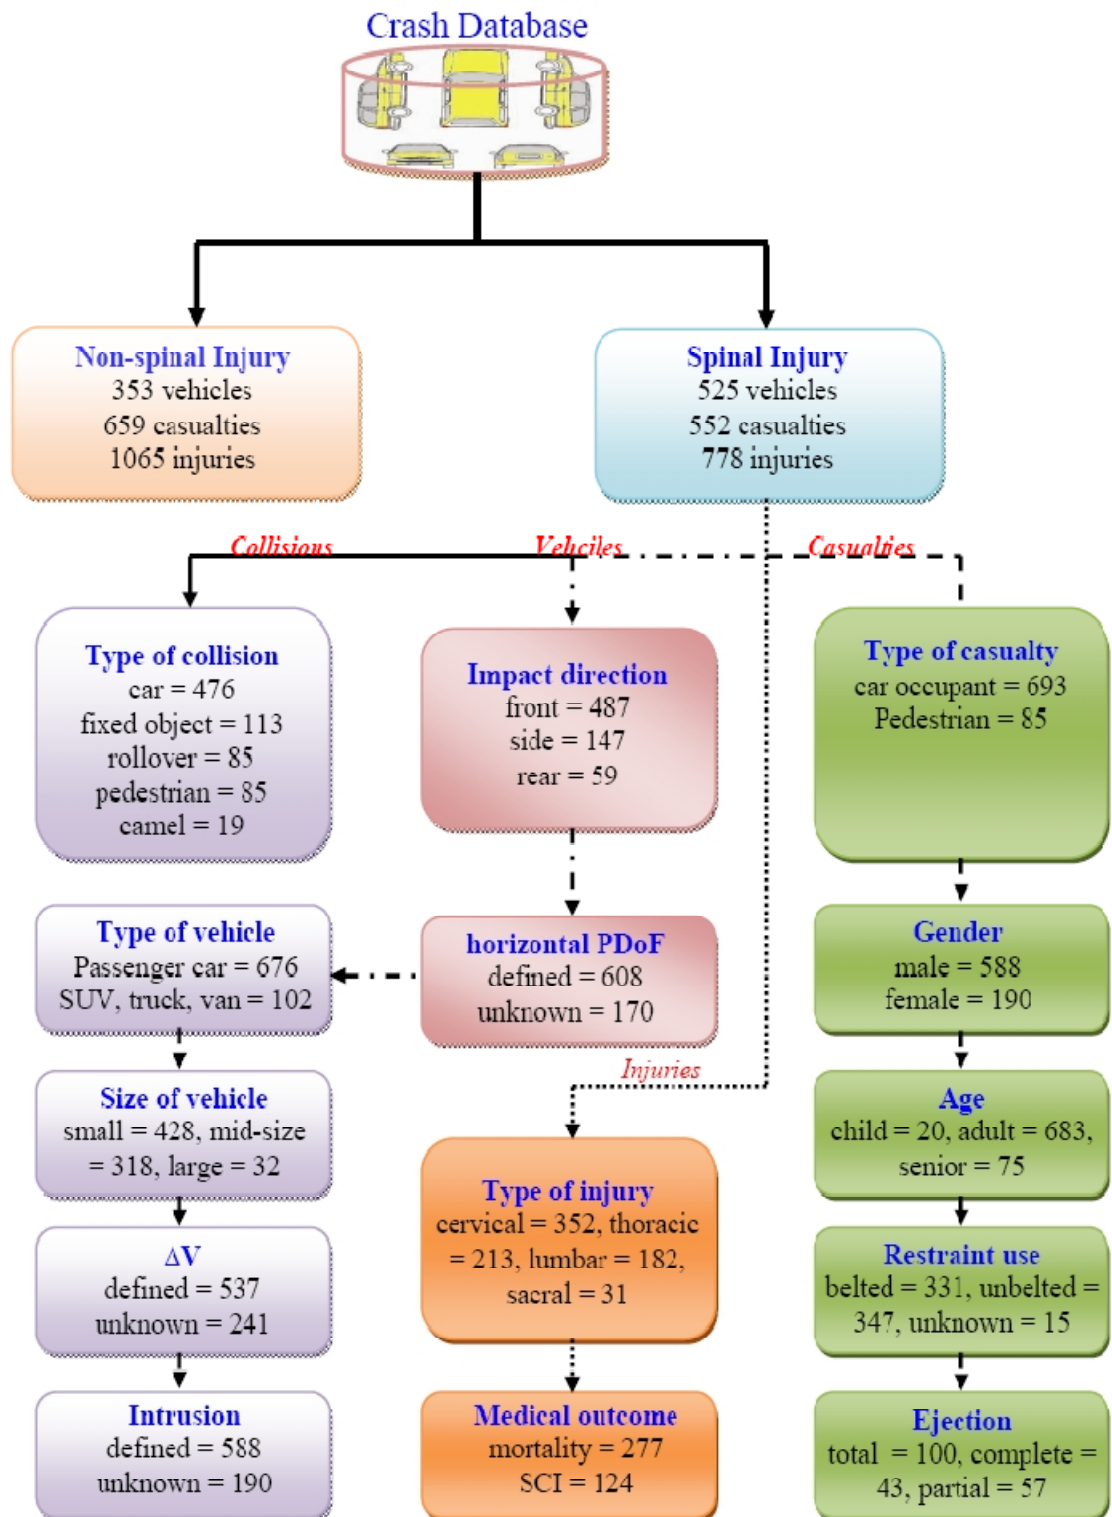 Crash Database
Non-spinal Injury
353 vehicles
659 casualties
1065 injuries
Spinal Injury
525 vehicles
552 casualties
778 injuries
Collisions
Vehciles
Casualties
Type of collision
car = 476
fixed object = 113
rollover = 85
pedestrian = 85
camel = 19
Impact direction
front = 487
side = 147
rear = 59
Type of casualty
car occupant = 693
Pedestrian = 85
Type of vehicle
Passenger car = 676
SUV, truck, van = 102
horizontal PDoF
defined = 608
unknown = 170
Gender
male = 588
female = 190
Injuries
Size of vehicle
small = 428, mid-size
= 318, large = 32
Age
child = 20, adult = 683,
senior = 75
Type of injury
cervical = 352, thoracic
= 213, lumbar = 182,
sacral = 31
ΔV
defined = 537
unknown = 241
Restraint use
belted = 331, unbelted =
347, unknown = 15
Intrusion
defined = 588
unknown = 190
Medical outcome
mortality = 277
SCI = 124
Ejection
total = 100, complete =
43, partial = 57